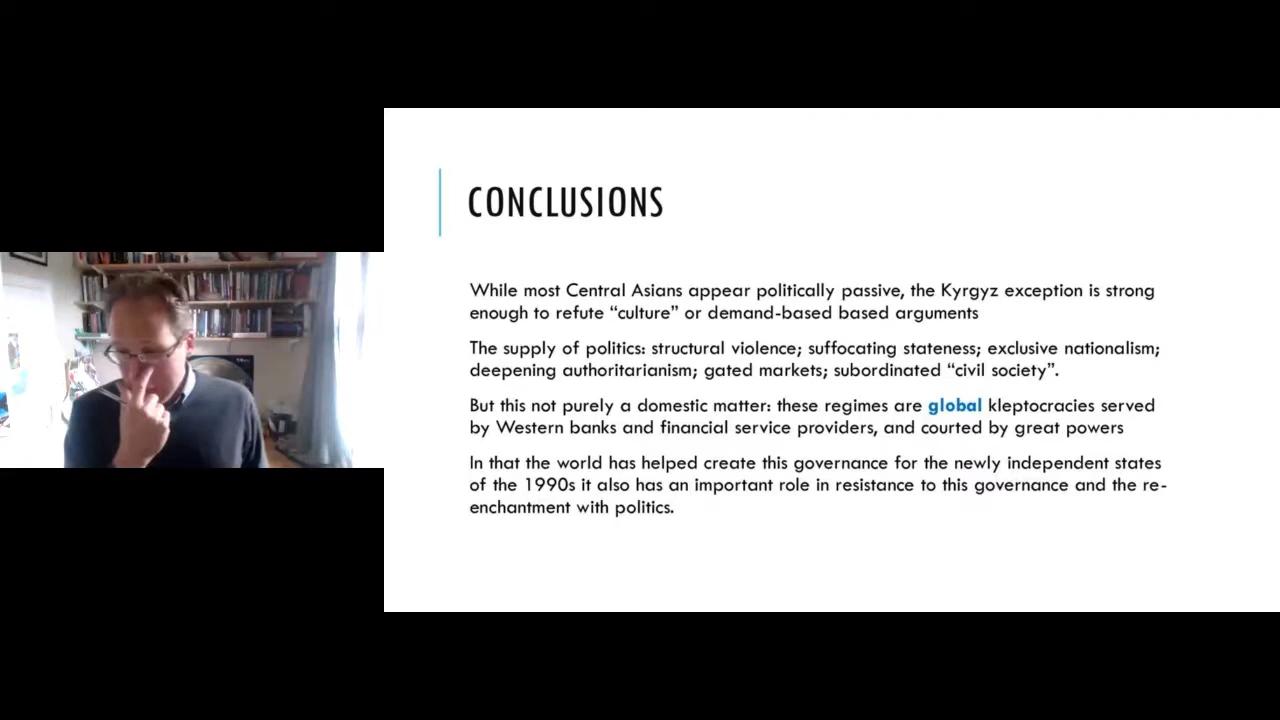 CONCLUSIONS
While most Central Asians appear politically passive, the Kyrgyz exception is strong
enough to refute “culture” or demand-based based arguments
The supply of politics: structural violence; suffocating stateness; exclusive nationalism;
deepening authoritarianism; gated markets; subordinated “civil society”.
But this not purely a domestic matter: these regimes are global kleptocracies served
by Western banks and financial service providers, and courted by great powers
In that the world has helped create this governance for the newly independent states
of the 1990s it also has an important role in resistance to this governance and the re-
enchantment with politics.